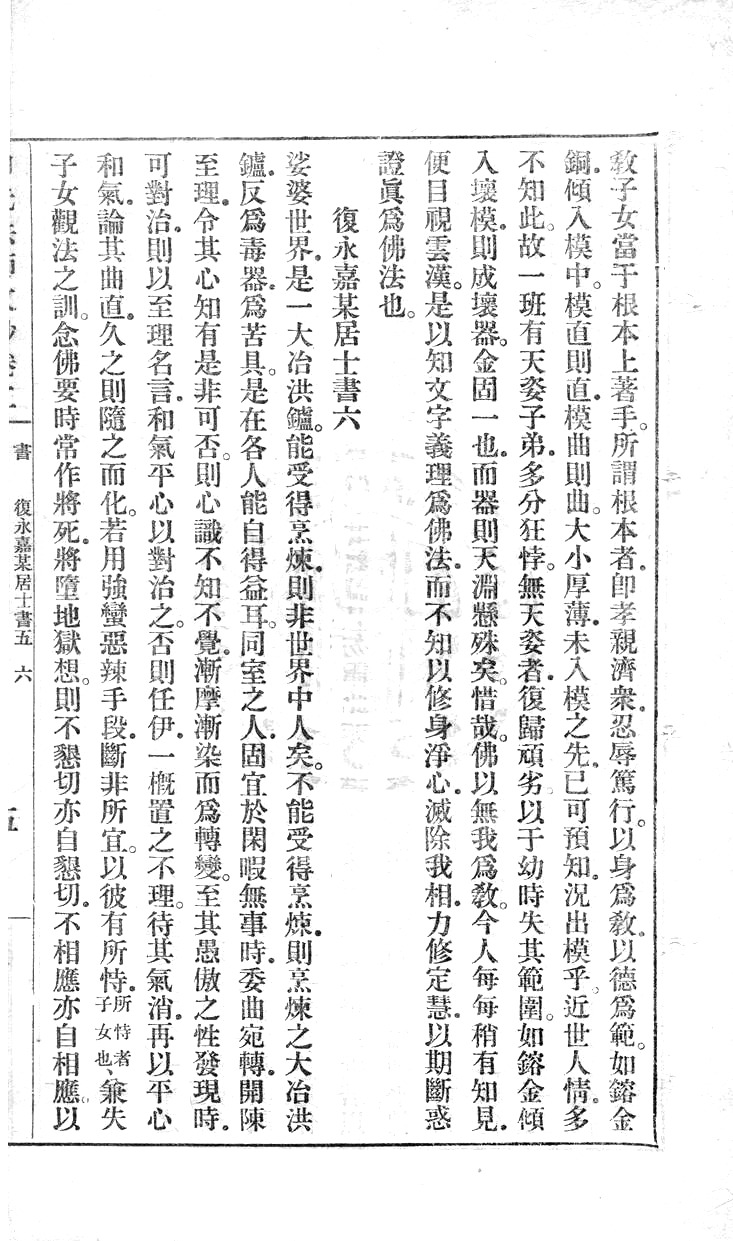 教子女當于根本上著手。所謂根本者。即孝親濟衆。忍辱篤行。以身爲教。以德爲範。如鎔金
銅。傾入模中。模直則直。模曲則曲。大小厚薄。未入模之先。已可預知。況出模乎。近世人情。多
不知此。故一班有天姿子弟。多分狂悖。無天姿者。復歸頑劣。以于幼時失其範圍。如鎔金傾
入壞模。則成壞器。金固一也。而器則天淵懸殊矣。惜哉。佛以無我爲教。今人每每稍有知見。
便目視雲漢。是以知文字義理爲佛法。而不知以修身淨心。滅除我相。力修定慧。以期斷惑
證眞爲佛法也。
復永嘉某居士書六
娑婆世界。是一大冶洪鑪。能受得烹煉。則非世界中人矣。不能受得烹煉。則烹煉之大冶洪
鑪。反爲毒器。爲苦具。是在各人能自得益耳。同室之人。固宜於閑暇無事時。委曲宛轉。開陳
至理。令其心知有是非可否。則心識不知不覺。漸摩漸染而爲轉變。至其愚傲之性發現時。
可對治。則以至理名言。和氣平心以對治之。否則任伊一概置之不理。待其氣消。再以平心
和氣。論其曲直。久之則隨之而化。若用強蠻惡辣手段。斷非所宜。以彼有所恃。所恃者子女也、兼失
子女觀法之訓。念佛要時常作將死。將墮地獄想。則不懇切亦自懇切。不相應亦自相應。以
書 復永嘉某居士書五 六
五